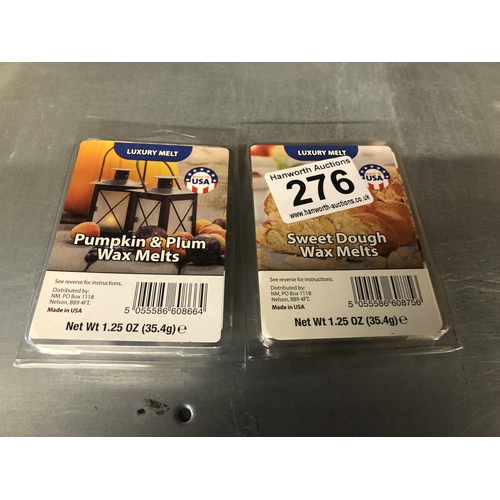 LUXURY MELT
USA
Pumpkin & Plum
Wax Melts
See reverse for instructions.
Distributed by:
NM, PO Box 1118
Nelson, BB9 4FT.
Made in USA
5 055586 608664
Net Wt 1.25 OZ (35.4g) e
LUXURY MELT
Hanworth Auctions
276
www.hanworth-auctions.co.uk
USA
Sweet Dough
Wax Melts
See reverse for instructions.
Distributed by:
NM, PO Box 1118
Nelson, BB9 4FT.
Made in USA
5 055586 608756
Net Wt 1.25 OZ (35.4g) e